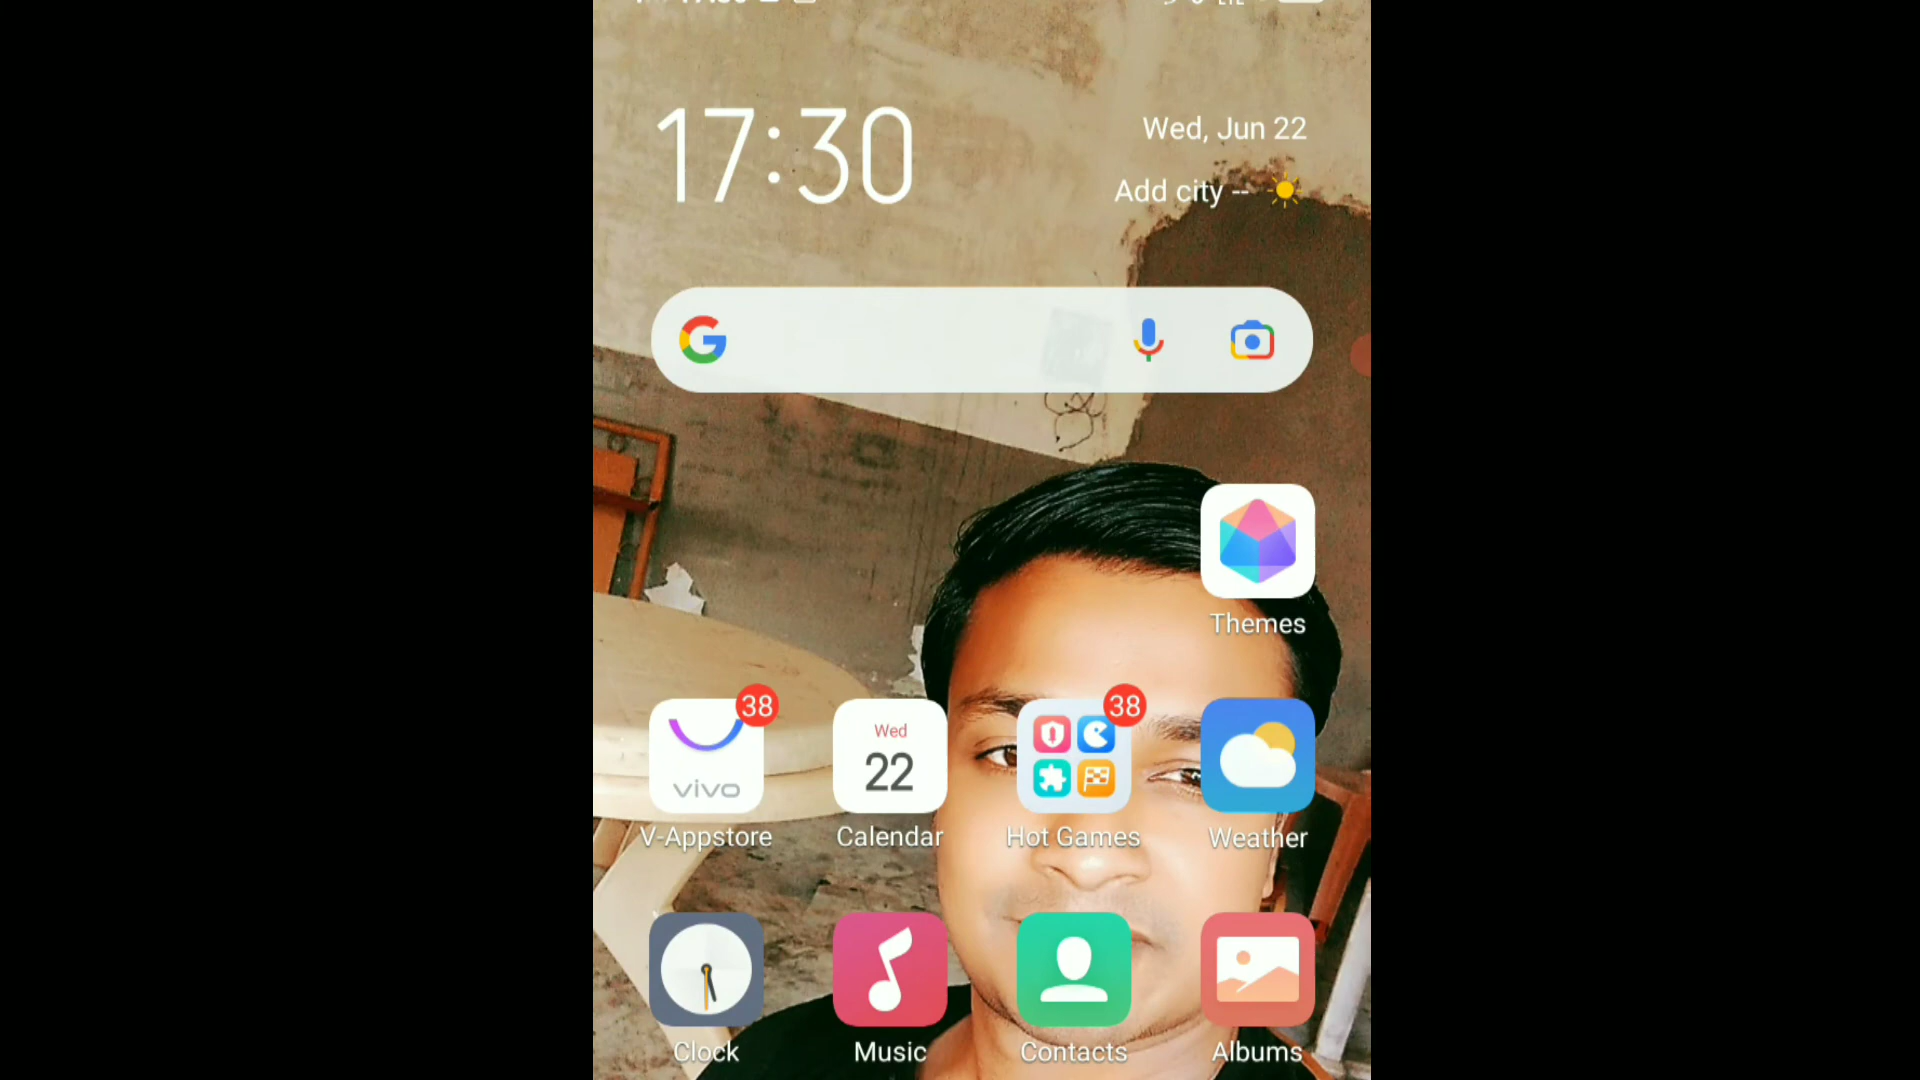 17:30
Wed, Jun 22
Add city --
Themes
38
38
vivo
Wed
22
V-Appstore
Calendar
Hot Games
Weather
Clock
Music
Contacts
Albums